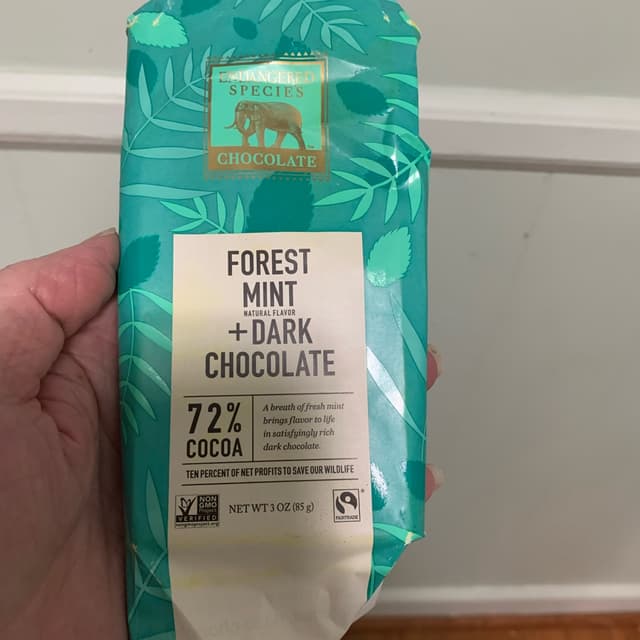 ENDANGERED
SPECIES
CHOCOLATE
FOREST
MINT
NATURAL FLAVOR
+DARK
CHOCOLATE
72%
COCOA
A breath of fresh mint
brings flavor to life
in satisfyingly rich
dark chocolate.
TEN PERCENT OF NET PROFITS TO SAVE OUR WILDLIFE
NON
GMO
Project
VERIFIED
nongmoproject.org
NET WT 3 OZ (85 g)
FAIRTRADE